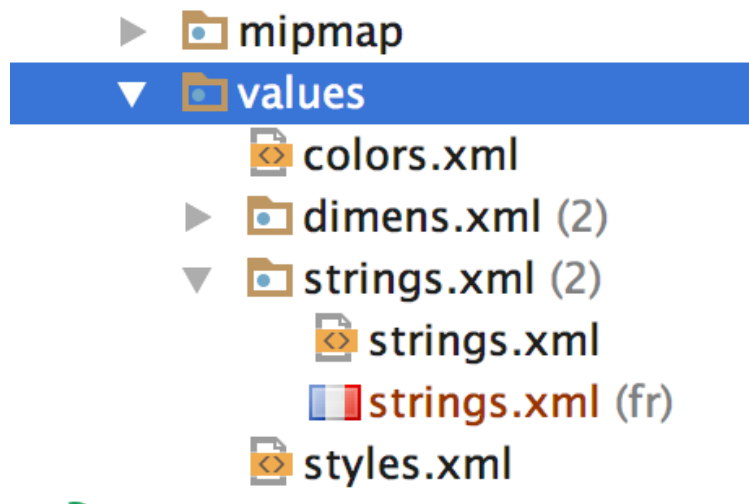 mipmap
values
colors.xml
dimens.xml (2)
strings.xml (2)
strings.xml
strings.xml (fr)
styles.xml